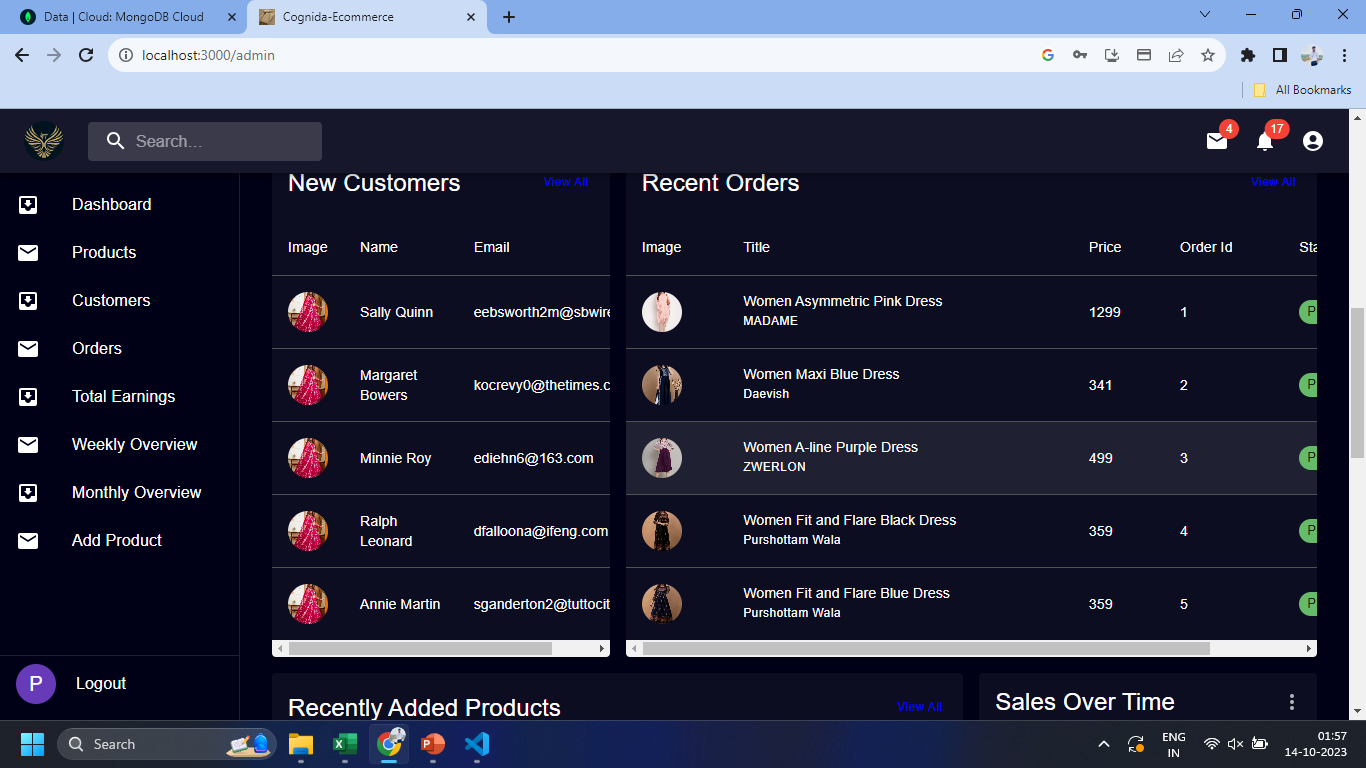 Data | Cloud: MongoDB Cloud
Cognida-Ecommerce
localhost:3000/admin
All Bookmarks
Search...
4
17
Dashboard
Products
Customers
Orders
Total Earnings
Weekly Overview
Monthly Overview
Add Product
P
Logout
New Customers
View All
Image Name Email
Sally Quinn eebsworth2m@sbwire
Margaret
Bowers
kocrevy0@thetimes.c
Minnie Roy ediehn6@163.com
Ralph
Leonard
dfalloona@ifeng.com
Annie Martin sganderton2@tuttocit
Recent Orders
View All
Image Title Price Order Id Sta
Women Asymmetric Pink Dress
MADAME
1299 1 P
Women Maxi Blue Dress
Daevish
341 2 P
Women A-line Purple Dress
ZWERLON
499 3 P
Women Fit and Flare Black Dress
Purshottam Wala
359 4 P
Women Fit and Flare Blue Dress
Purshottam Wala
359 5 P
Recently Added Products
View All
Sales Over Time
Search
ENG
IN
01:57
14-10-2023